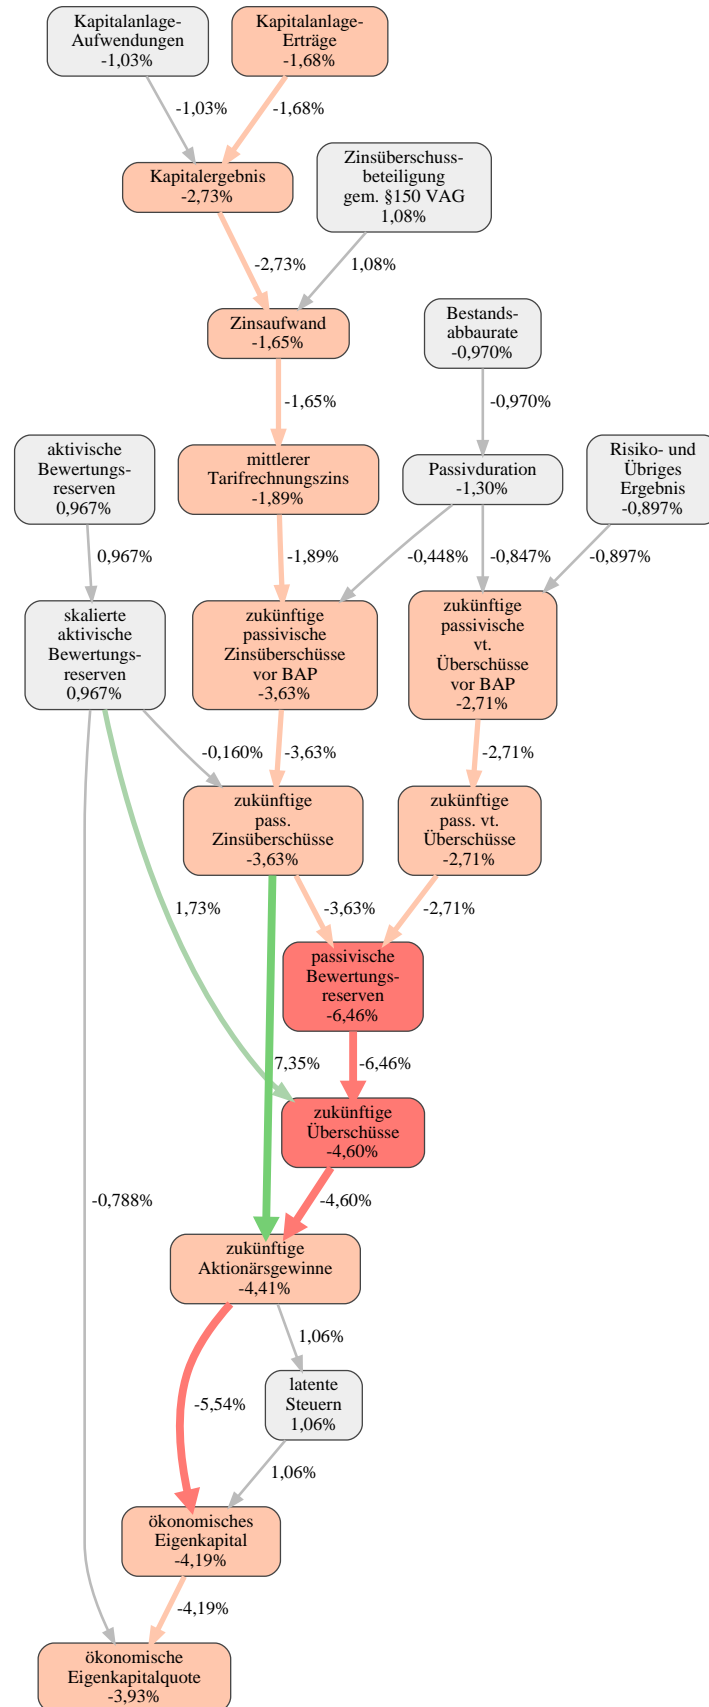 Kapitalanlage-
Aufwendungen
-1,03%
Kapitalanlage-
Erträge
-1,68%
-1,03%
-1,68%
Kapitalergebnis
-2,73%
Zinsüberschuss-
beteiligung
gem. §150 VAG
1,08%
-2,73%
1,08%
Zinsaufwand
-1,65%
Bestands-
abbaurate
-0,970%
-1,65%
-0,970%
aktivische
Bewertungs-
reserven
0,967%
mittlerer
Tarifrechnungszins
-1,89%
Passivduration
-1,30%
Risiko- und
Übriges
Ergebnis
-0,897%
0,967%
-1,89%
-0,448%
-0,847%
-0,897%
skalierte
aktivische
Bewertungs-
reserven
0,967%
zukünftige
passivische
Zinsüberschüsse
vor BAP
-3,63%
zukünftige
passivische
vt.
Überschüsse
vor BAP
-2,71%
-0,160%
-3,63%
-2,71%
zukünftige
pass.
Zinsüberschüsse
-3,63%
zukünftige
pass. vt.
Überschüsse
-2,71%
1,73%
-3,63%
-2,71%
passivische
Bewertungs-
reserven
-6,46%
7,35%
-6,46%
zukünftige
Überschüsse
-4,60%
-0,788%
-4,60%
zukünftige
Aktionärsgewinne
-4,41%
1,06%
-5,54%
latente
Steuern
1,06%
1,06%
ökonomisches
Eigenkapital
-4,19%
-4,19%
ökonomische
Eigenkapitalquote
-3,93%